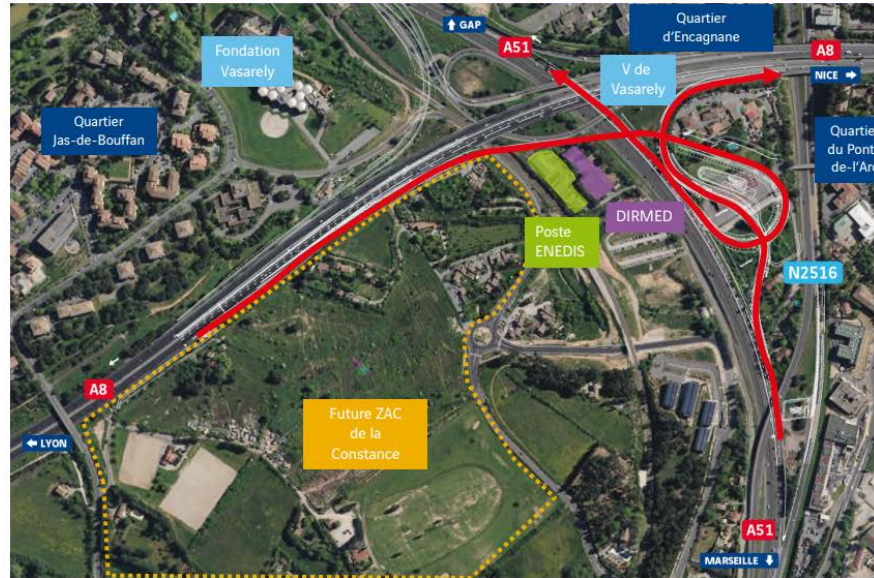 GAP
A51
Quartier
d'Encagnane
A8
NICE
Fondation
Vasarely
V de
Vasarely
Quartier
Jas-de-Bouffan
Quartie
du Pont
de-l'Ar
DIRMED
Poste
ENEDIS
N2516
A8
LYON
Future ZAC
de la
Constance
A51
MARSEILLE